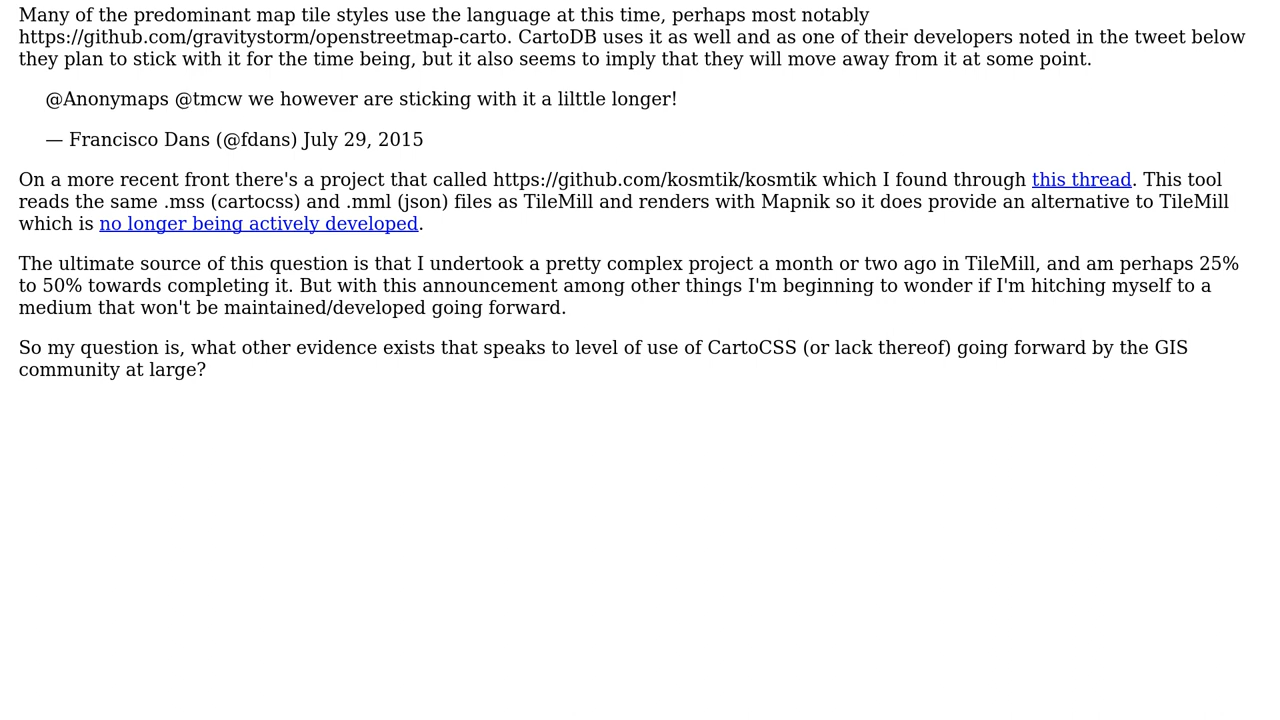 Many of the predominant map tile styles use the language at this time, perhaps most notably
https://github.com/gravitystorm/openstreetmap-carto. CartoDB uses it as well and as one of their developers noted in the tweet below
they plan to stick with it for the time being, but it also seems to imply that they will move away from it at some point.
@Anonymaps @tmcw we however are sticking with it a lilttle longer!
— Francisco Dans (@fdans) July 29, 2015
On a more recent front there's a project that called https://github.com/kosmtik/kosmtik which I found through this thread. This tool
reads the same .mss (cartocss) and .mml (json) files as TileMill and renders with Mapnik so it does provide an alternative to TileMill
which is no longer being actively developed.
The ultimate source of this question is that I undertook a pretty complex project a month or two ago in TileMill, and am perhaps 25%
to 50% towards completing it. But with this announcement among other things I'm beginning to wonder if I'm hitching myself to a
medium that won't be maintained/developed going forward.
So my question is, what other evidence exists that speaks to level of use of CartoCSS (or lack thereof) going forward by the GIS
community at large?